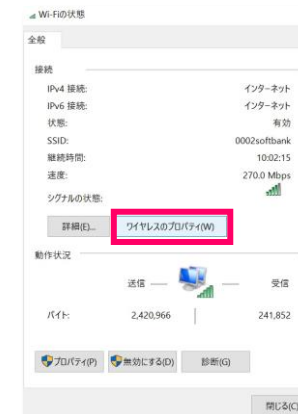 Wi-Fiの状態
全般
接続
IPv4 接続: インターネット
IPv6 接続: インターネット
状態: 有効
SSID: 0002softbank
継続時間: 10:02:15
速度: 270.0 Mbps
シグナルの状態:
詳細(E)... ワイヤレスのプロパティ(W)
動作状況
送信 受信
バイト: 2,420,966 241,852
プロパティ(P) 無効にする(D) 診断(G)
閉じる(C)